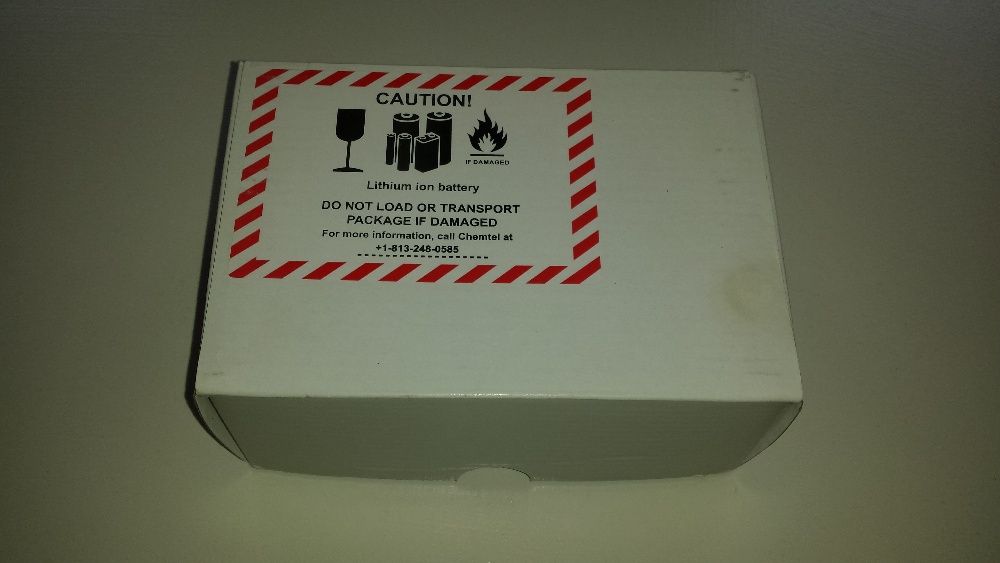 CAUTION!
IF DAMAGED
Lithium ion battery
DO NOT LOAD OR TRANSPORT
PACKAGE IF DAMAGED
For more information, call Chemtel at
+1-813-248-0585